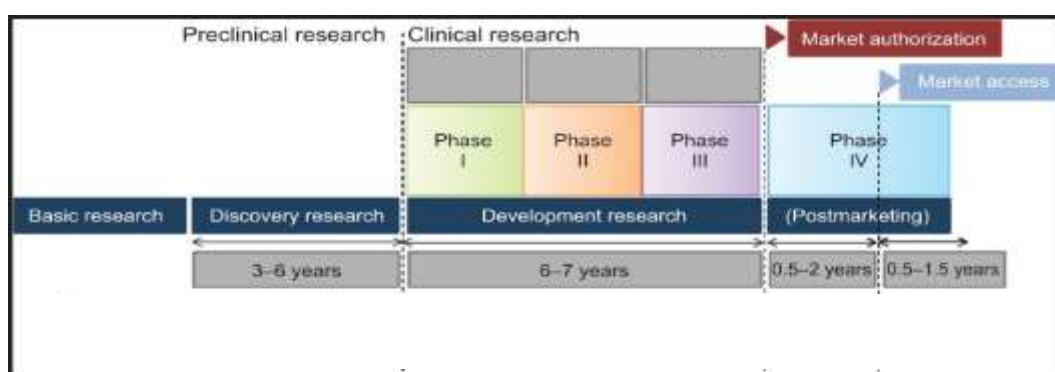 Preclinical research
Clinical research
Market authorization
Market access
Phase
I
Phase
II
Phase
III
Phase
IV
Basic research
Discovery research
Development research
(Postmarketing)
3–6 years
6–7 years
0.5–2 years
0.5–1.5 years